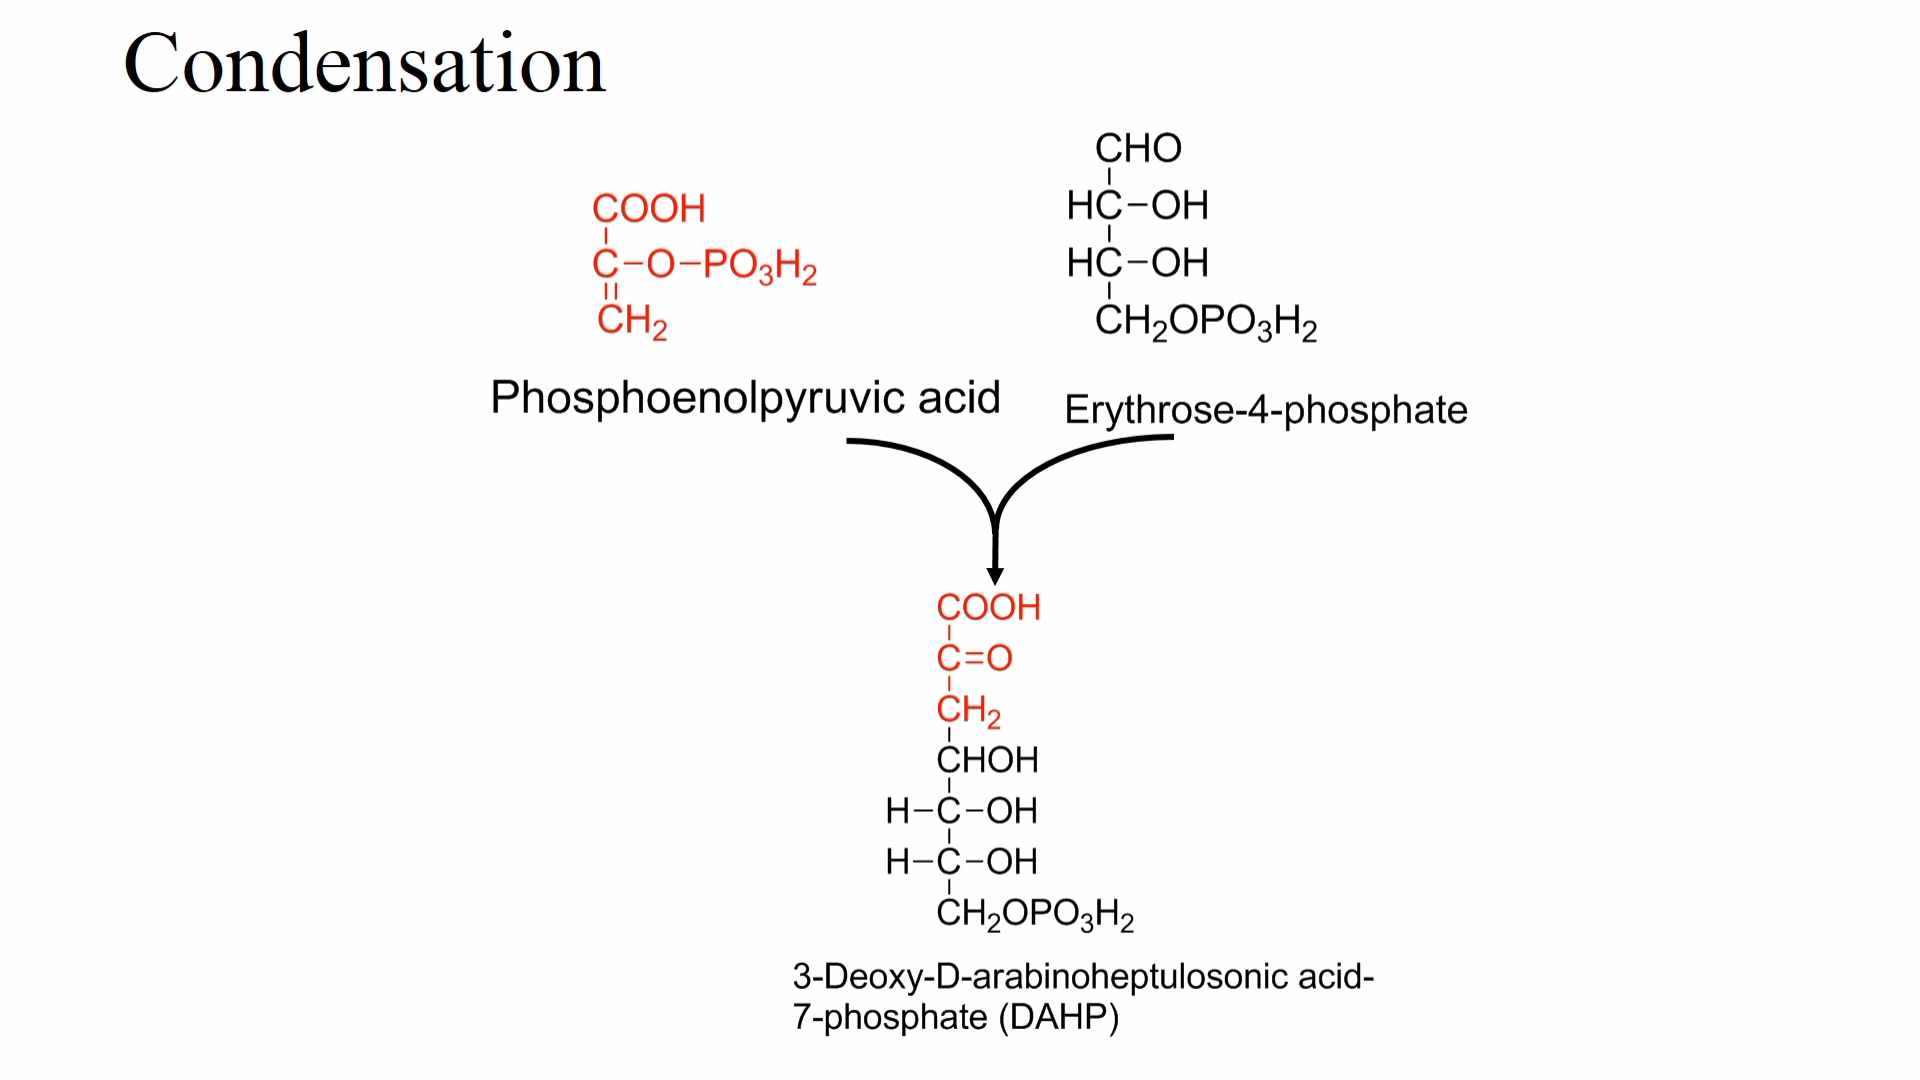 Condensation
COOH
C–O–PO₃H₂
CH₂
Phosphoenolpyruvic acid
CHO
HC–OH
HC–OH
CH₂OPO₃H₂
Erythrose-4-phosphate
COOH
C=O
CH₂
CHOH
H–C–OH
H–C–OH
CH₂OPO₃H₂
3-Deoxy-D-arabinoheptulosonic acid-
7-phosphate (DAHP)